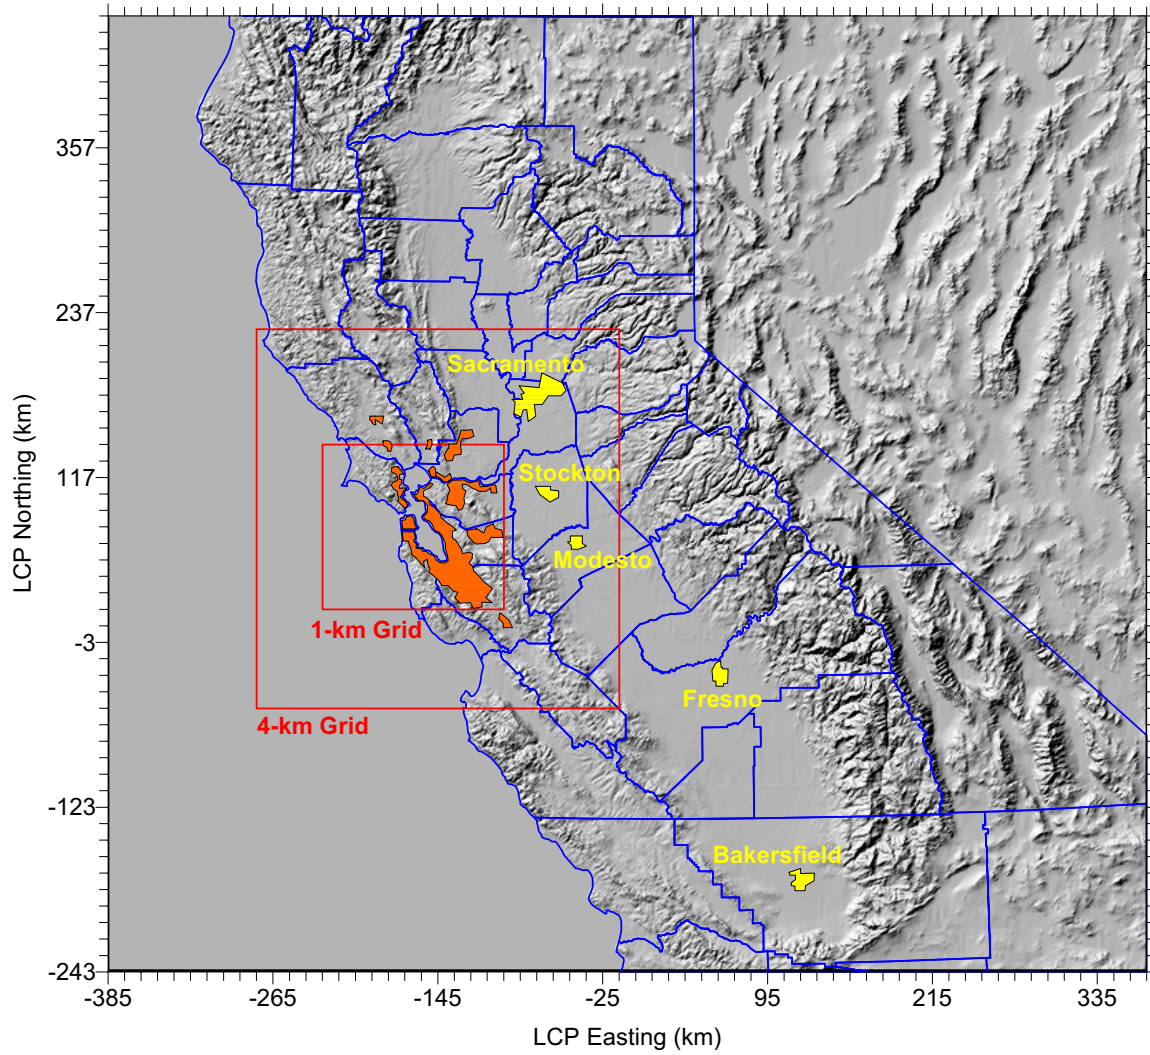 357
237
Sacramento
117
Stockton
Modesto
1-km Grid
-3
Fresno
4-km Grid
-123
Bakersfield
-243
-385
-265
-145
-25
95
215
335
LCP Easting (km)
LCP Northing (km)